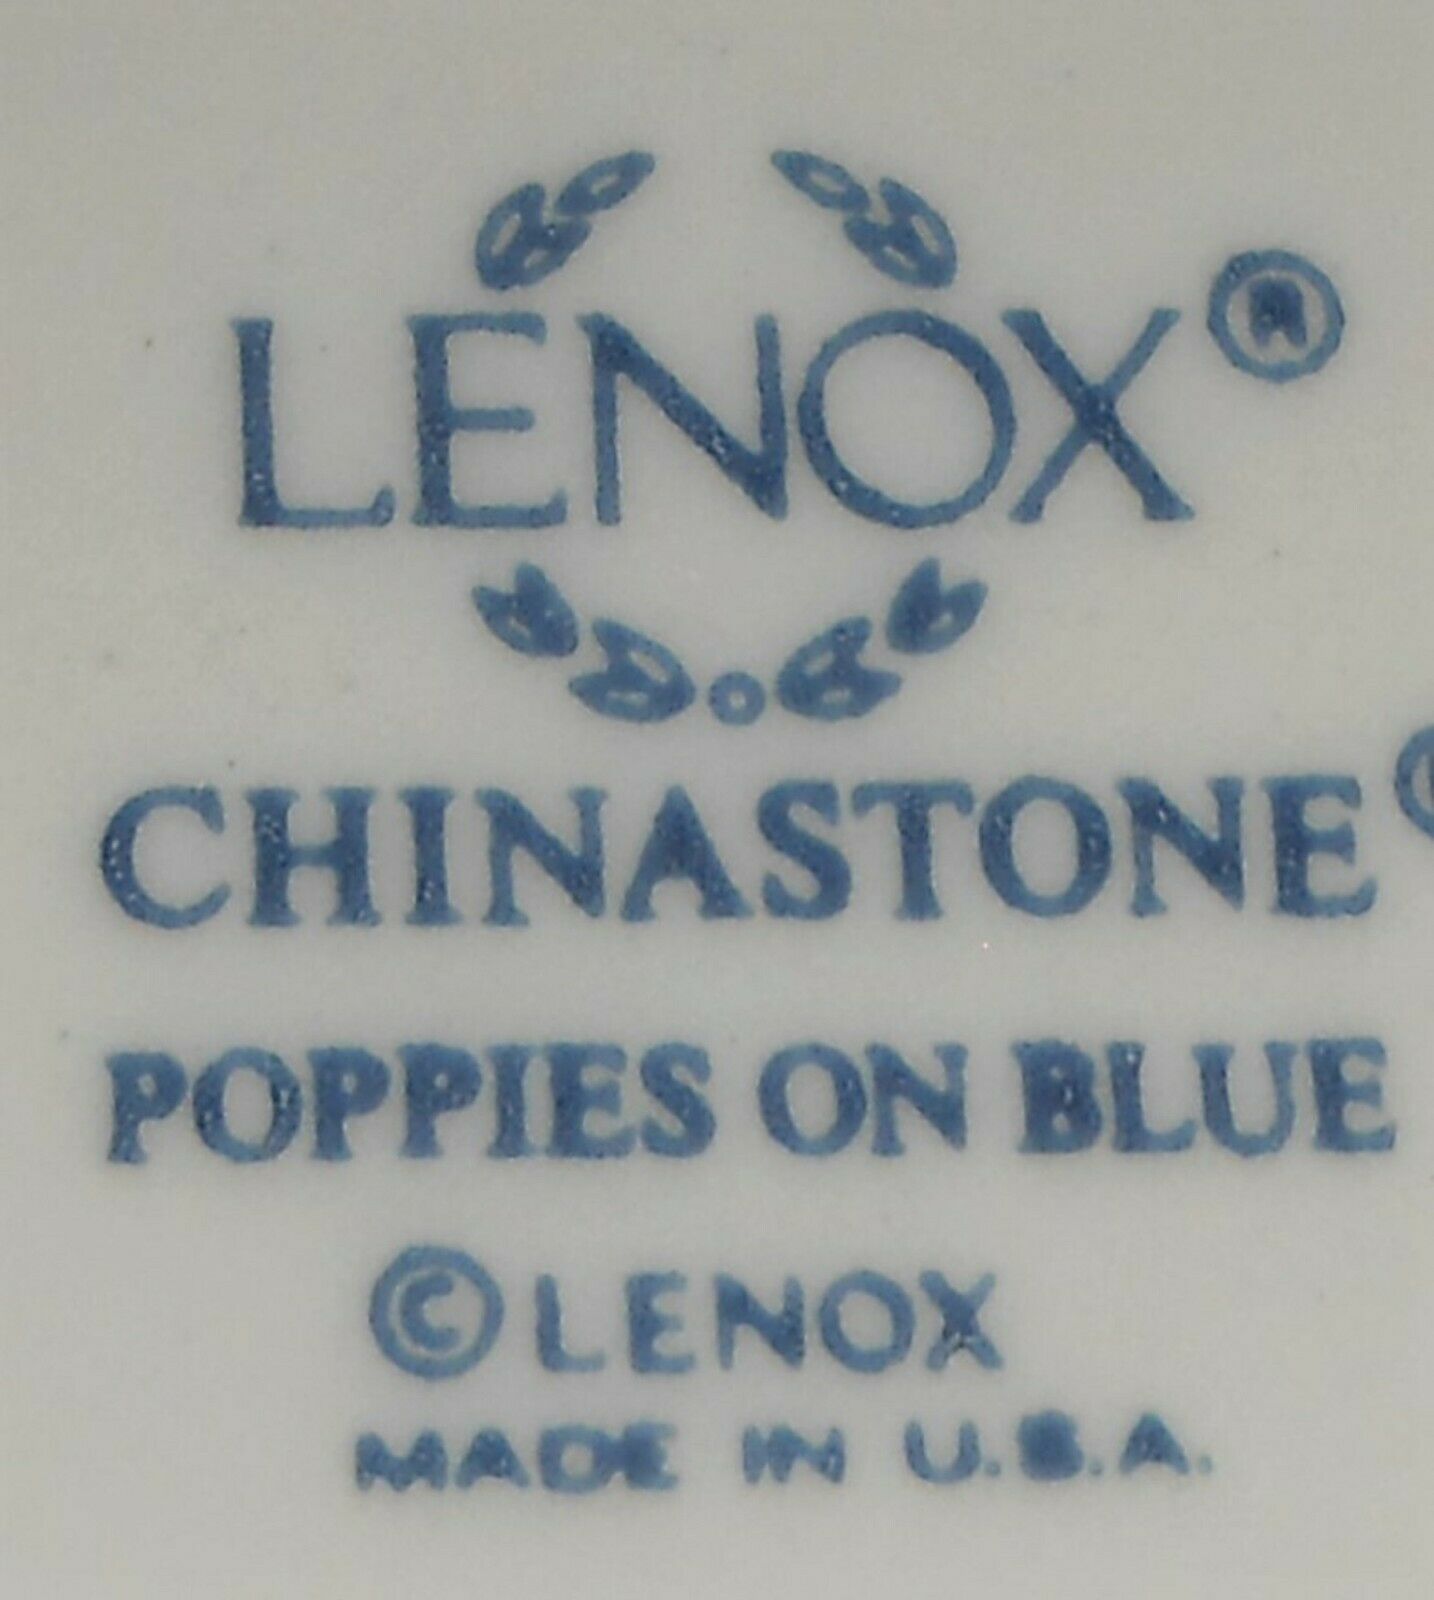 LENOX®
CHINASTONE
POPPIES ON BLUE
©LENOX
MADE IN U.S.A.